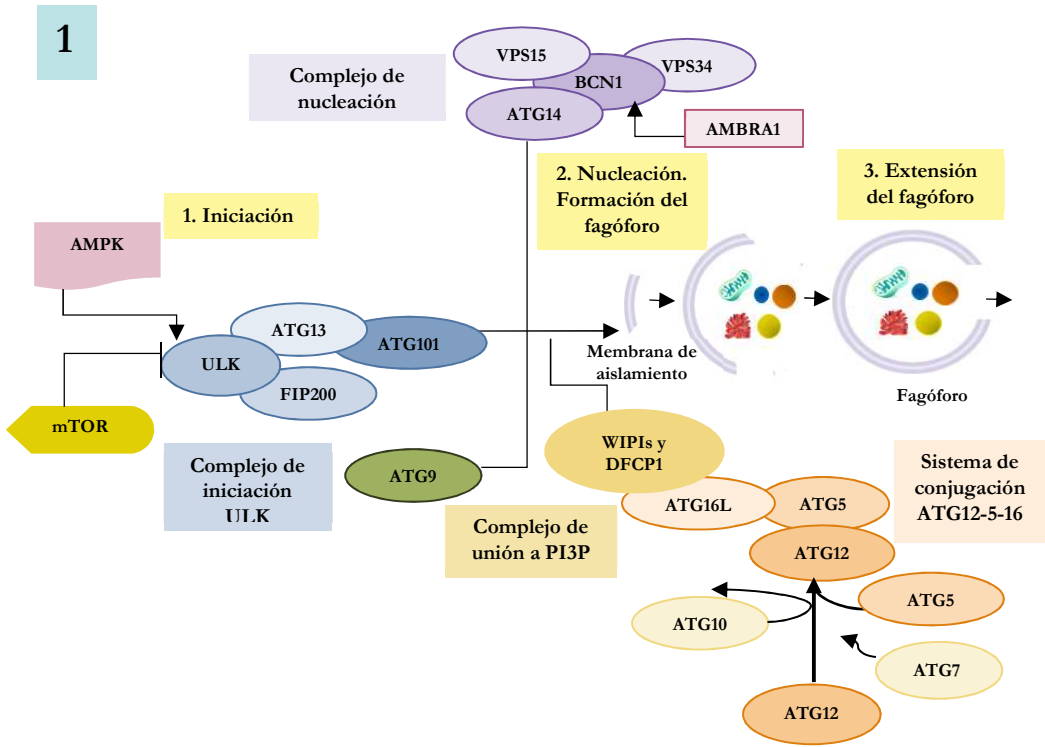 1
Complejo de
nucleación
VPS15
BCN1
VPS34
ATG14
AMBRA1
1. Iniciación
2. Nucleación.
Formación del
fagóforo
3. Extensión
del fagóforo
AMPK
ATG13
ATG101
ULK
FIP200
mTOR
Membrana de
aislamiento
Fagóforo
Complejo de
iniciación
ULK
ATG9
WIPIs y
DFCP1
Complejo de
unión a PI3P
ATG16L
ATG5
Sistema de
conjugación
ATG12-5-16
ATG12
ATG5
ATG10
ATG7
ATG12